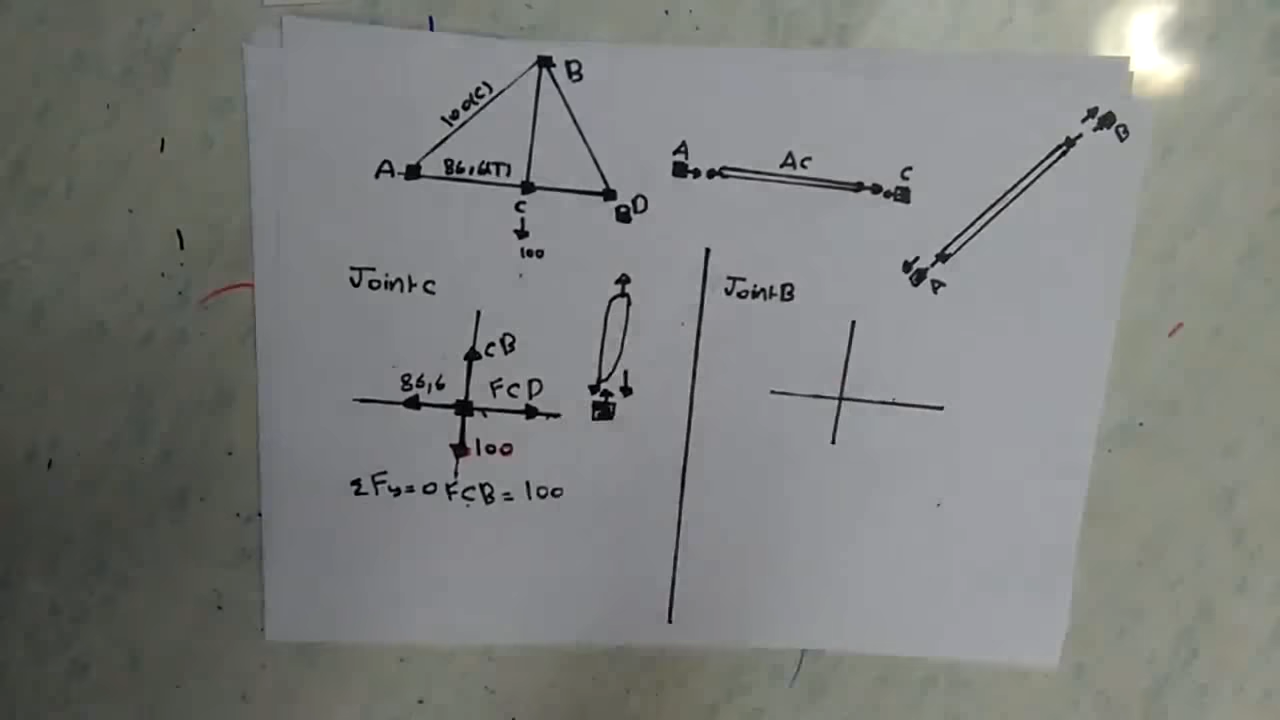 B
100(C)
A
86,6(T)
C
D
100
A
AC
C
B
A
Joint C
CB
86,6
FCD
100
ΣFy=0 FCB = 100
Joint B